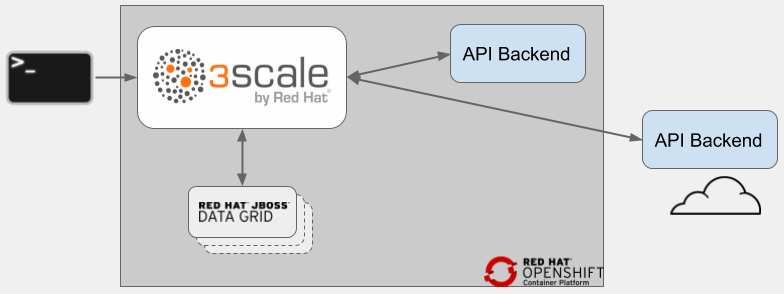 >_
3scale
by Red Hat®
API Backend
API Backend
RED HAT® JBOSS®
DATA GRID
RED HAT®
OPENSHIFT
Container Platform